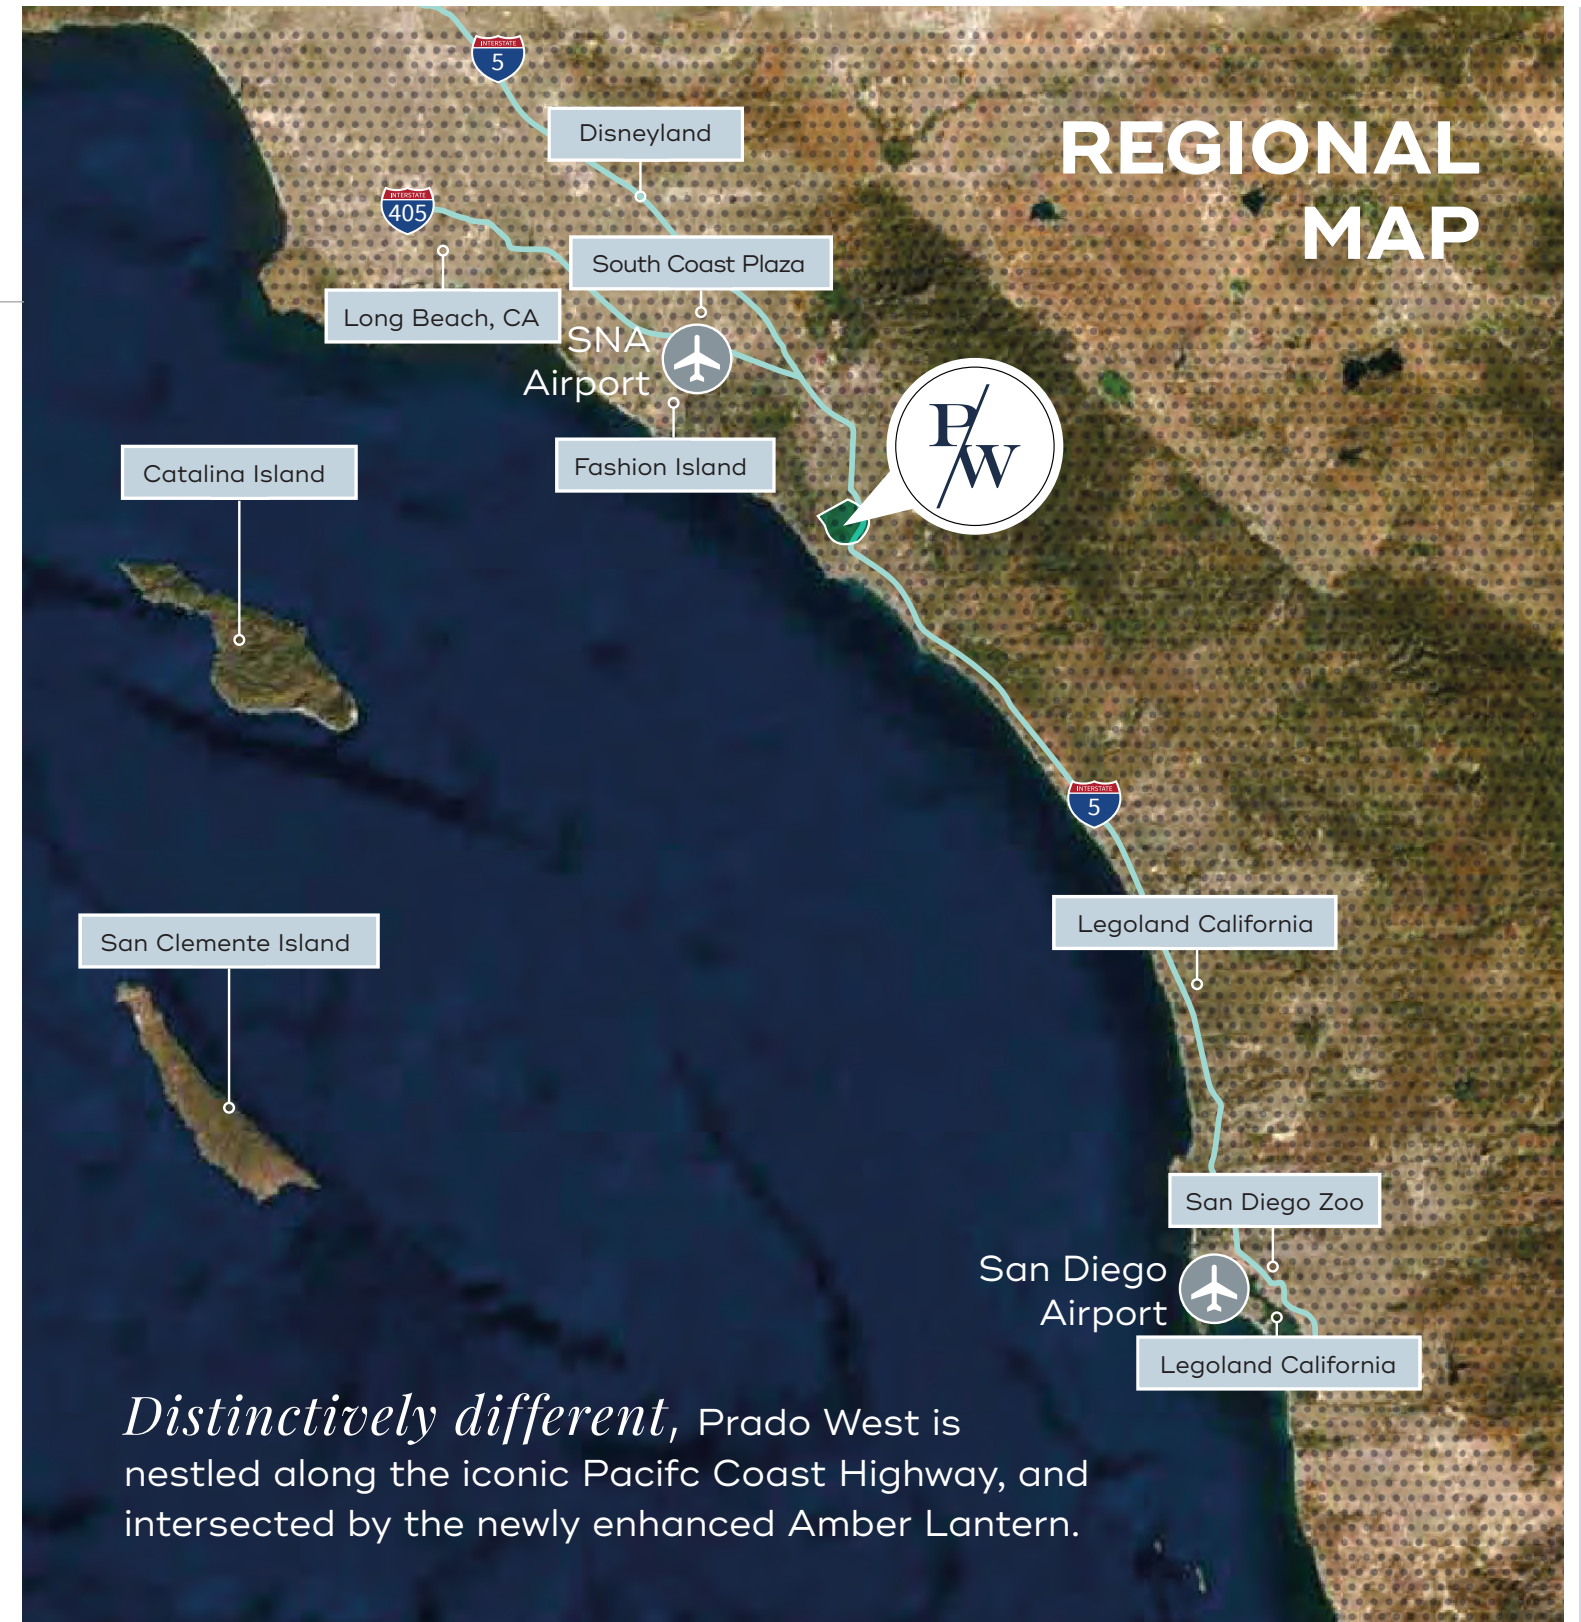 INTERSTATE
5
Disneyland
REGIONAL
MAP
INTERSTATE
405
South Coast Plaza
Long Beach, CA
SNA
Airport
P/W
Fashion Island
Catalina Island
INTERSTATE
5
Legoland California
San Clemente Island
San Diego Zoo
San Diego
Airport
Legoland California
Distinctively different, Prado West is
nestled along the iconic Pacifc Coast Highway, and
intersected by the newly enhanced Amber Lantern.